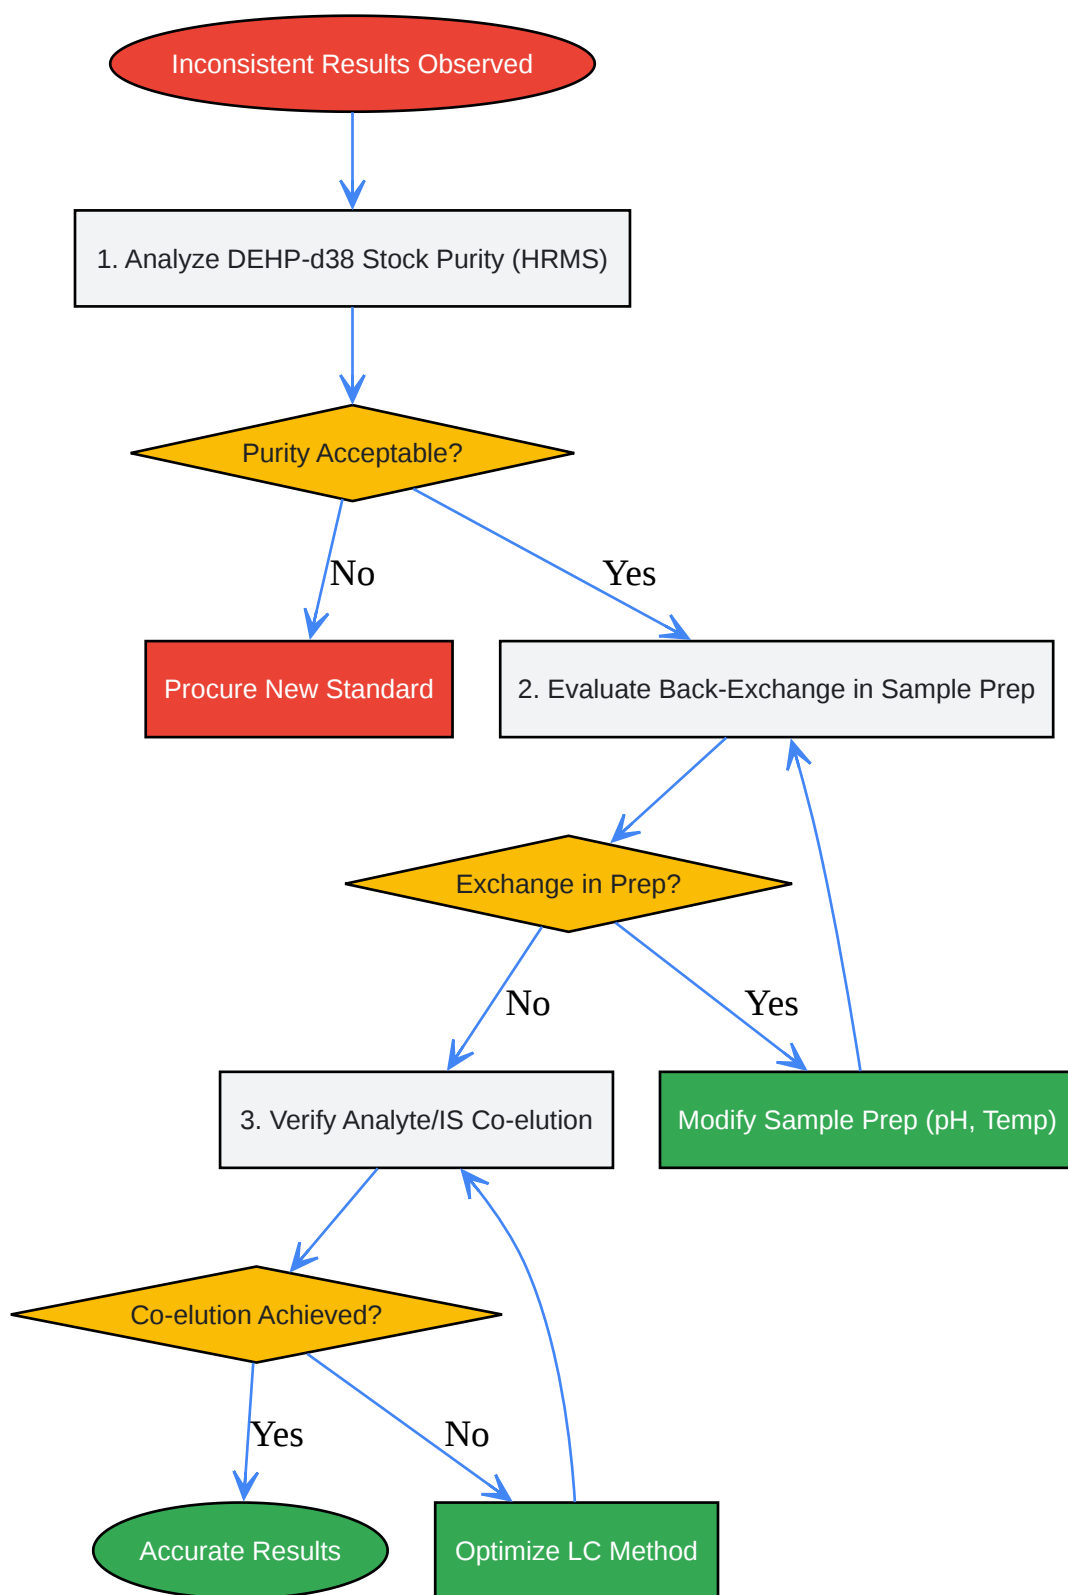 Inconsistent Results Observed
1. Analyze DEHP-d38 Stock Purity (HRMS)
Purity Acceptable?
No
Yes
Procure New Standard
2. Evaluate Back-Exchange in Sample Prep
Exchange in Prep?
No
Yes
3. Verify Analyte/IS Co-elution
Modify Sample Prep (pH, Temp)
Co-elution Achieved?
Yes
No
Accurate Results
Optimize LC Method